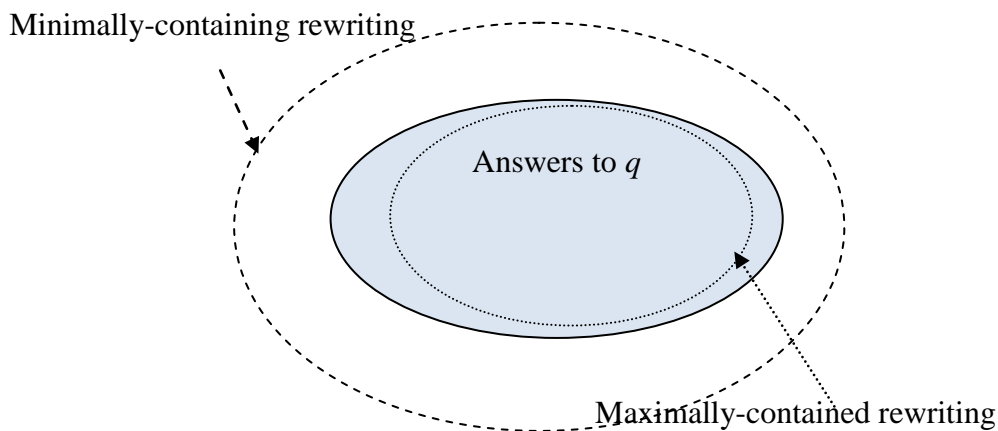 Minimally-containing rewriting
Answers to q
Maximally-contained rewriting